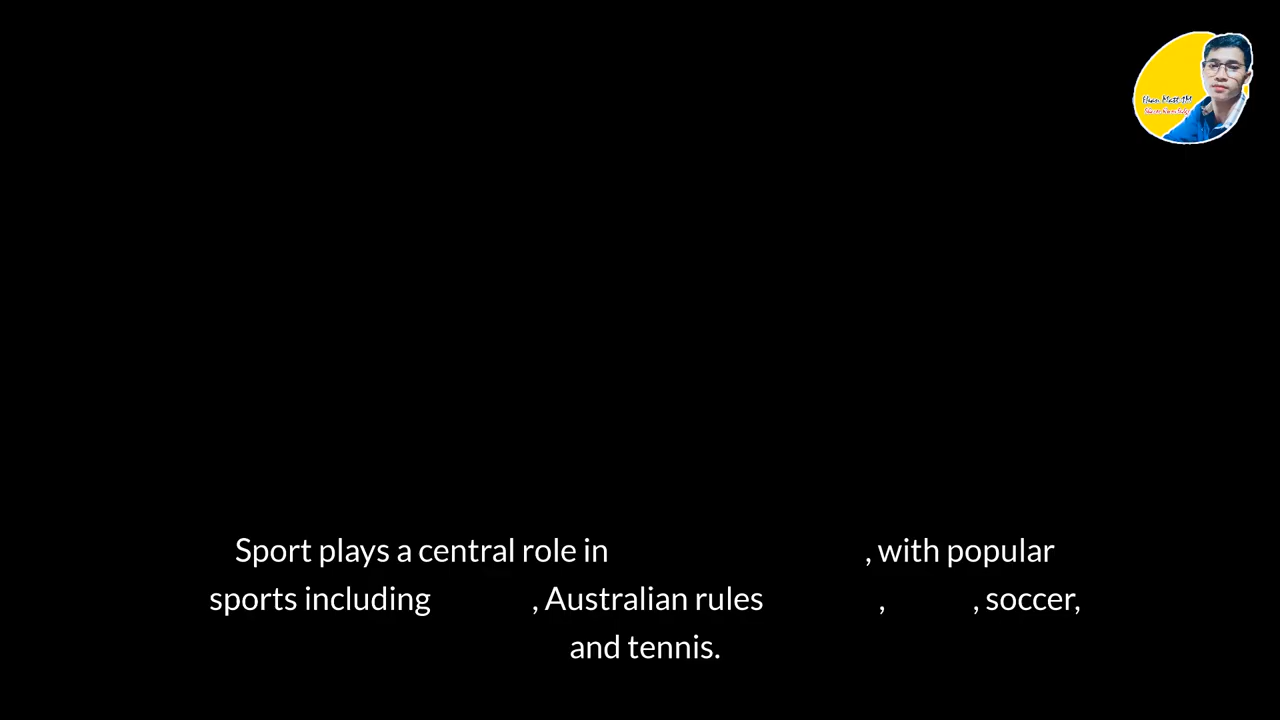 Sport plays a central role in , with popular
sports including , Australian rules , , soccer,
and tennis.